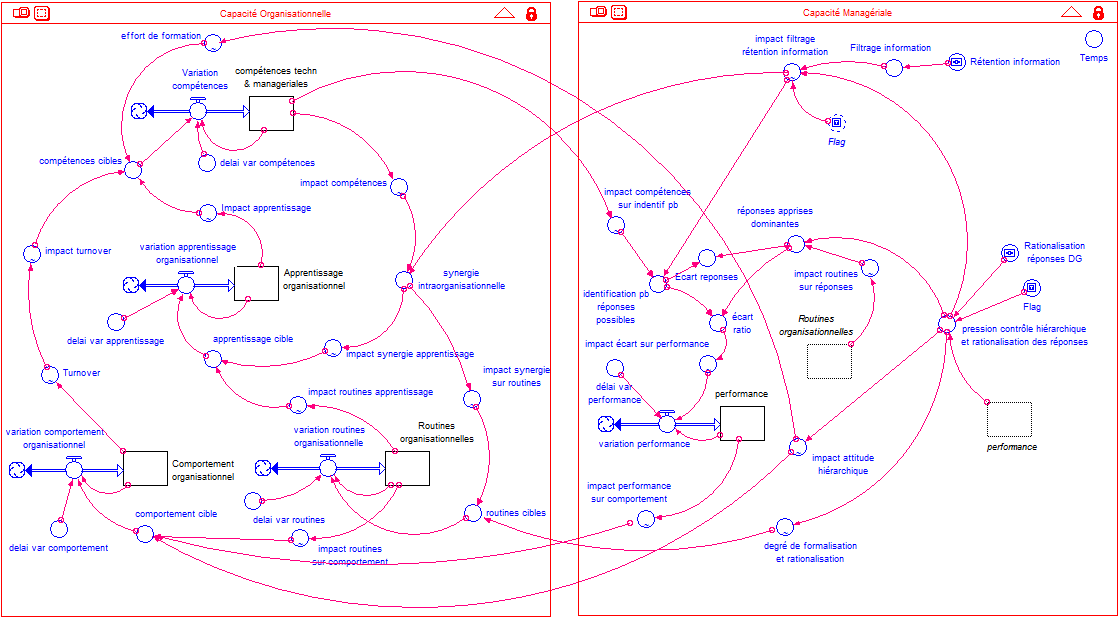 Capacité Organisationnelle
effort de formation
Variation
compétences
compétences techn
& manageriales
compétences cibles
delai var compétences
impact compétences
Impact apprentissage
impact turnover
variation apprentissage
organisationnel
Apprentissage
organisationnel
synergie
intraorganisationnelle
delai var apprentissage
apprentissage cible
impact synergie apprentissage
Turnover
impact synergie
sur routines
impact routines apprentissage
variation comportement
organisationnel
variation routines
organisationnelle
Routines
organisationnelles
Comportement
organisationnel
comportement cible
delai var routines
routines cibles
delai var comportement
impact routines
sur comportement
Capacité Managériale
impact filtrage
rétention information
Filtrage information
Rétention information
Temps
Flag
impact compétences
sur indentif pb
réponses apprises
dominantes
Rationalisation
réponses DG
Ecart reponses
impact routines
sur réponses
identification pb
réponses
possibles
Flag
écart
ratio
Routines
organisationnelles
pression contrôle hiérarchique
et rationalisation des réponses
impact écart sur performance
délai var
performance
performance
variation performance
performance
impact attitude
hiérarchique
impact performance
sur comportement
degré de formalisation
et rationalisation